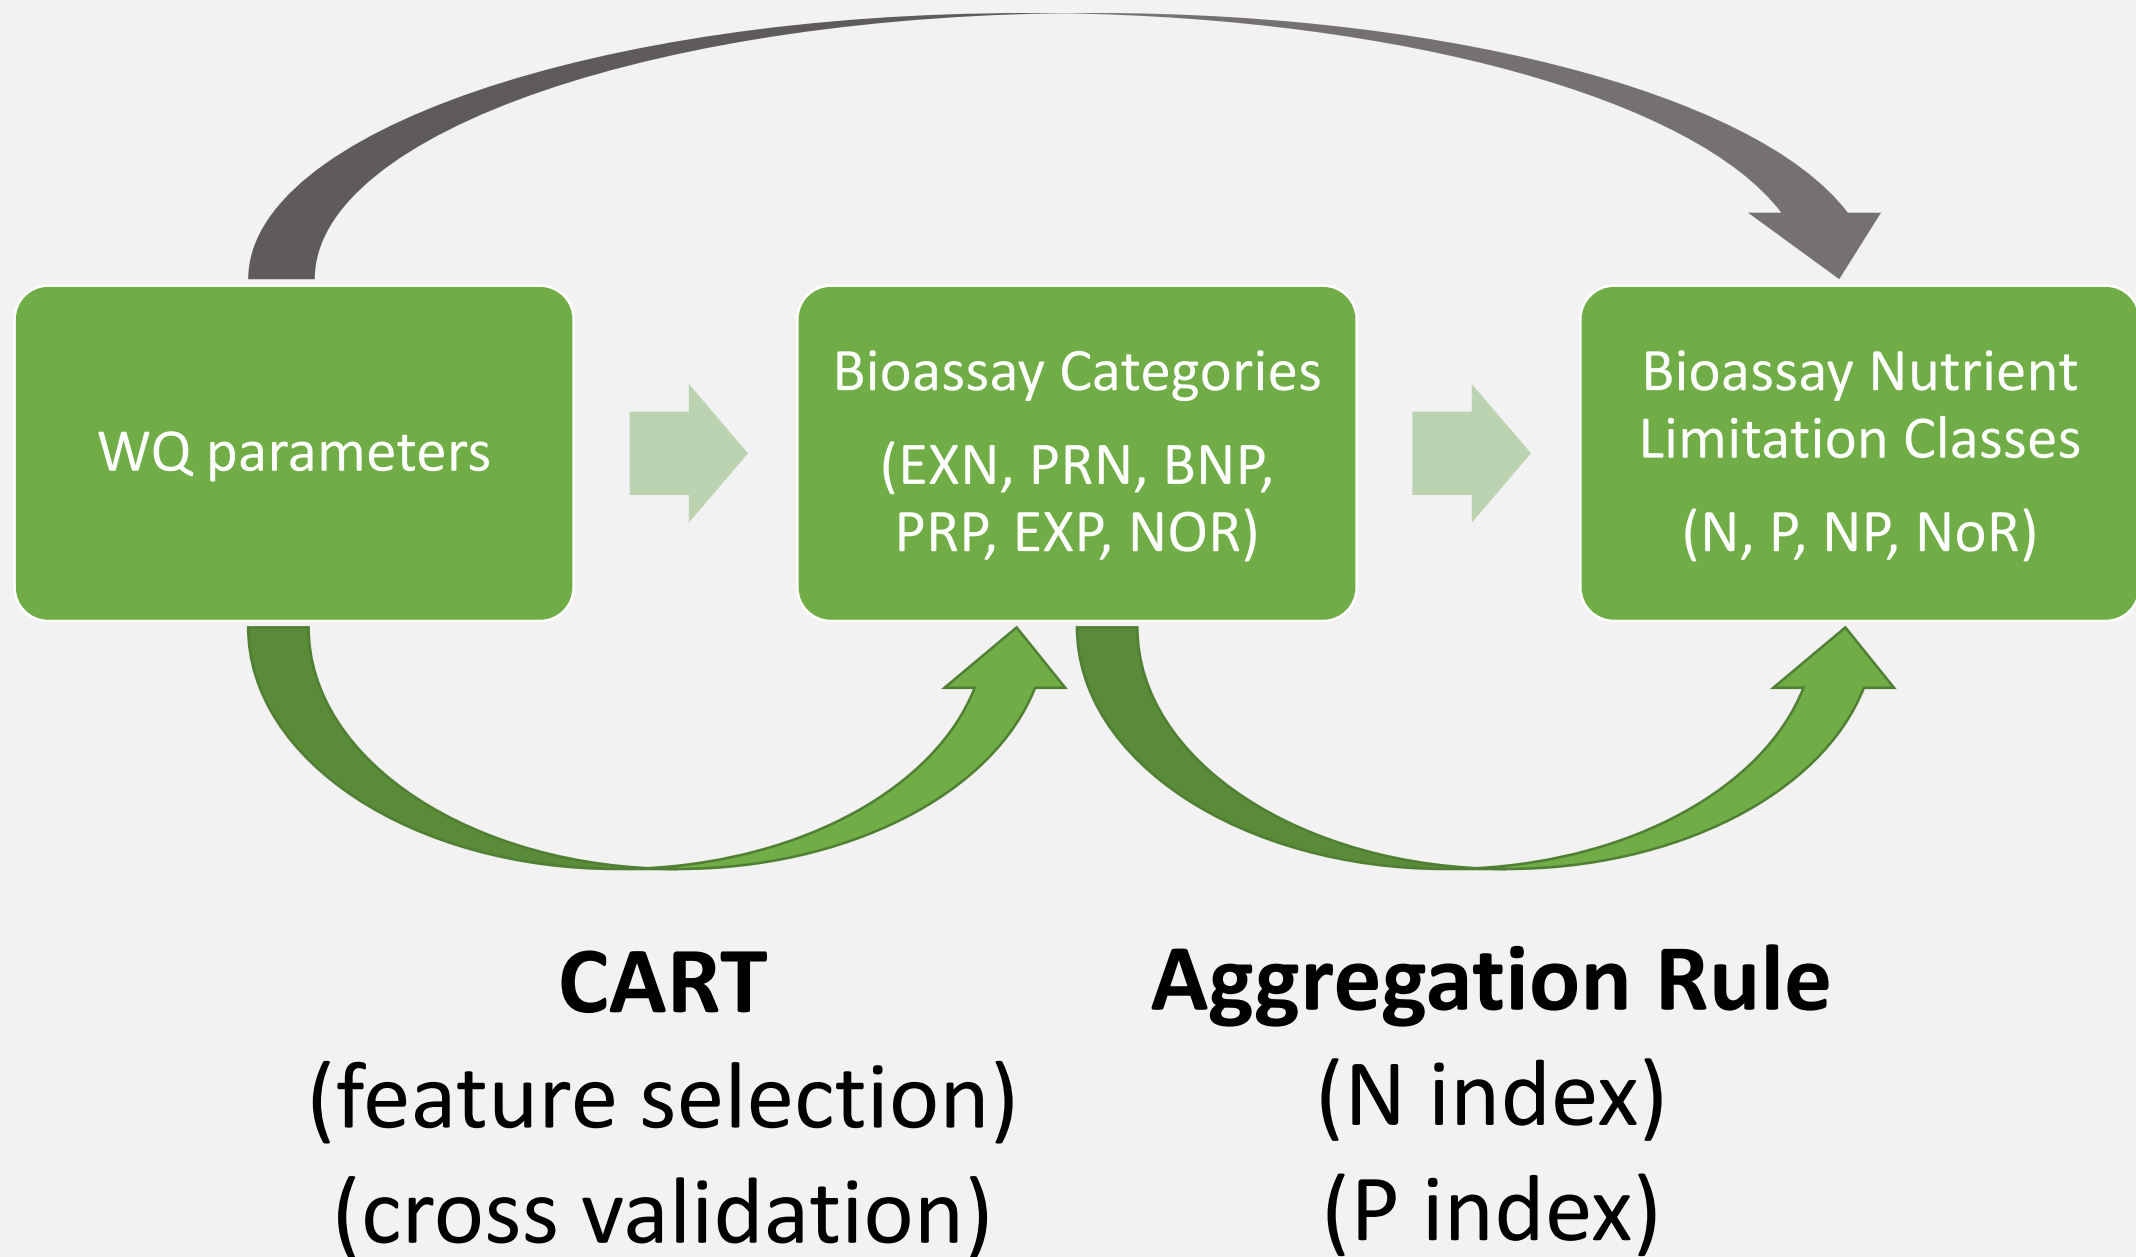 WQ parameters
Bioassay Categories
(EXN, PRN, BNP,
PRP, EXP, NOR)
Bioassay Nutrient
Limitation Classes
(N, P, NP, NoR)
CART
(feature selection)
(cross validation)
Aggregation Rule
(N index)
(P index)